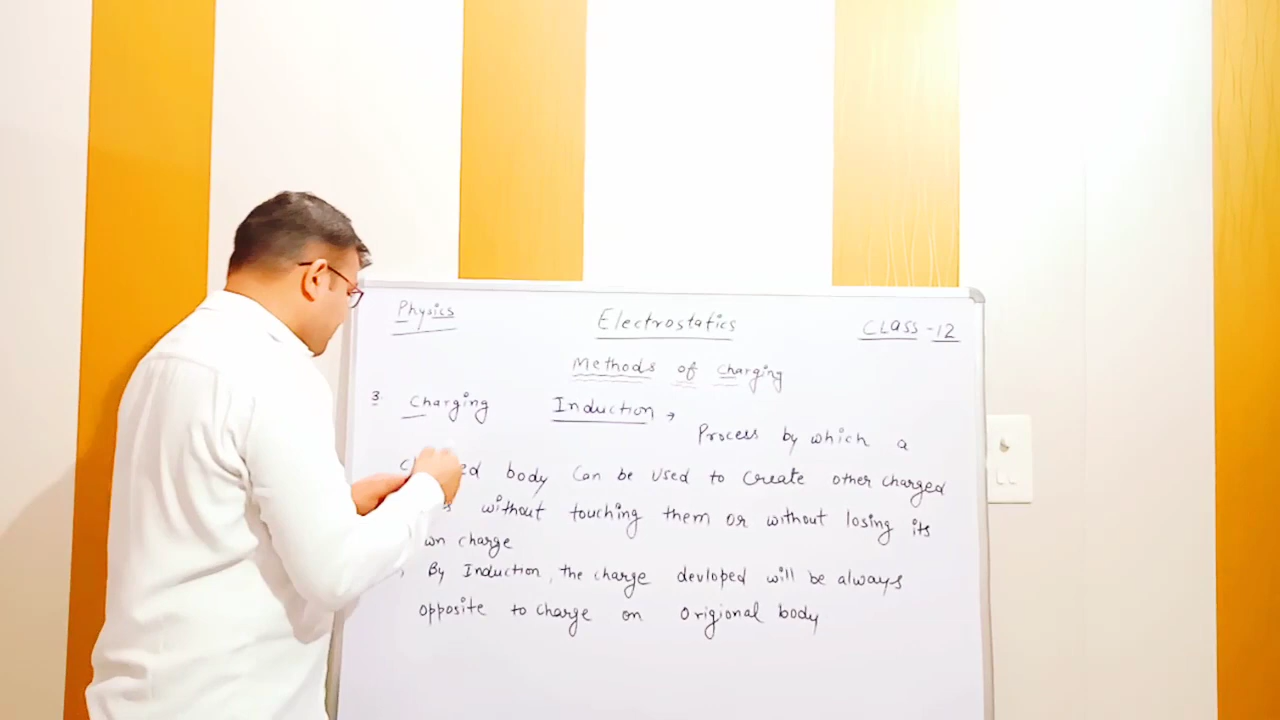 Physics Electrostatics CLASS-12
Methods of Charging
3. Charging Induction →
Process by which a
body Can be used to Create other charged
without touching them or without losing its
charge
By Induction, the charge devloped will be always
opposite to charge on Origional body